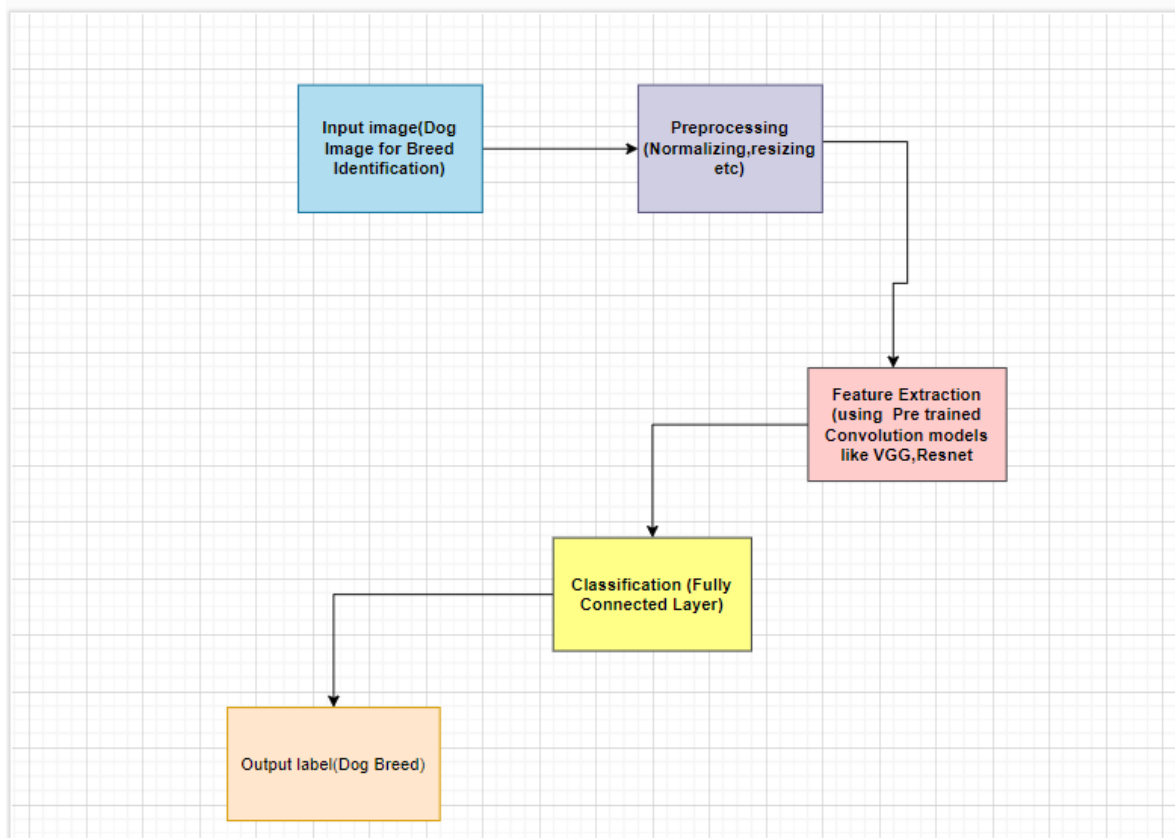 Input image(Dog
Image for Breed
Identification)
Preprocessing
(Normalizing,resizing
etc)
Feature Extraction
(using Pre trained
Convolution models
like VGG,Resnet
Classification (Fully
Connected Layer)
Output label(Dog Breed)